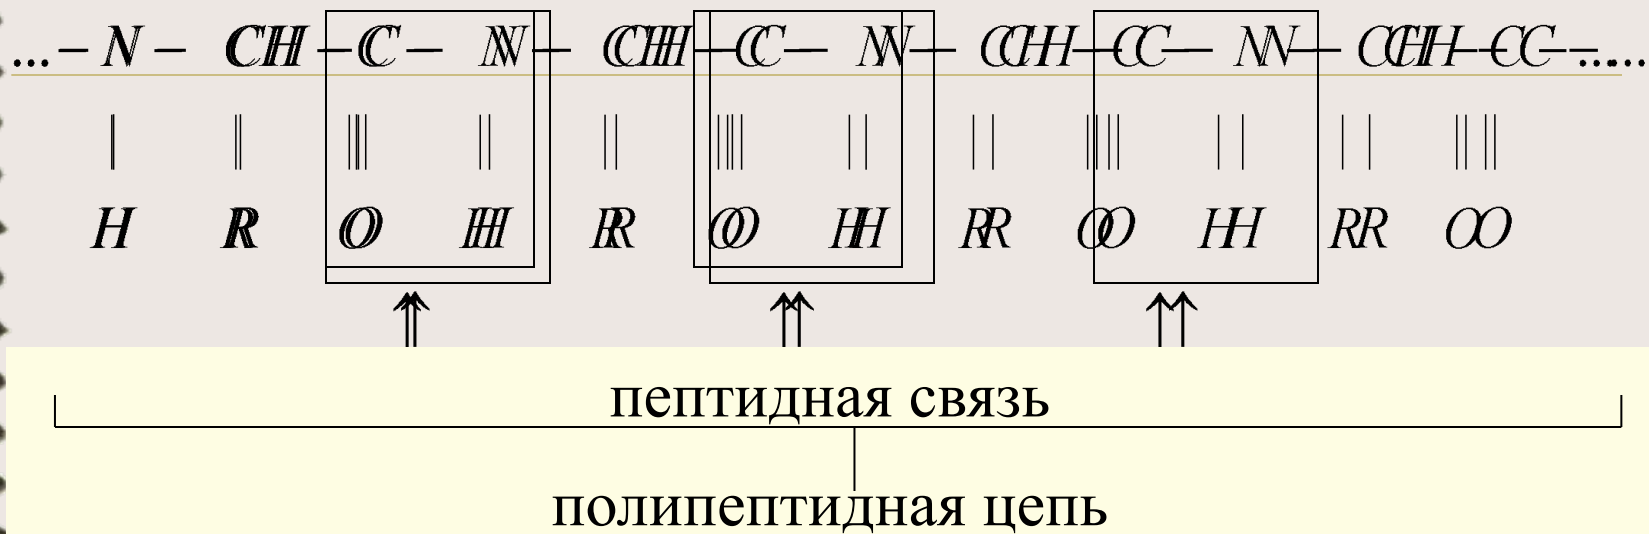 ...– N – CH – C – N – CH – C – N – CH – C – N – CH – C – ...
H R O H R O H R O H R O
пептидная связь
полипептидная цепь